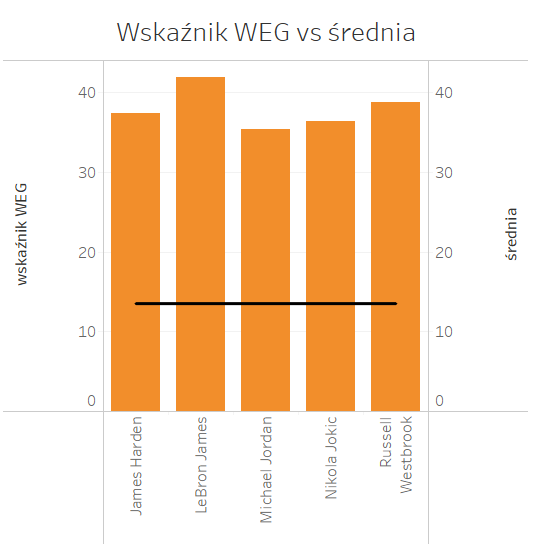 Wskaźnik WEG vs średnia
wskaźnik WEG
40
30
20
10
0
40
30
20
10
0
średnia
James Harden
LeBron James
Michael Jordan
Nikola Jokic
Russell
Westbrook